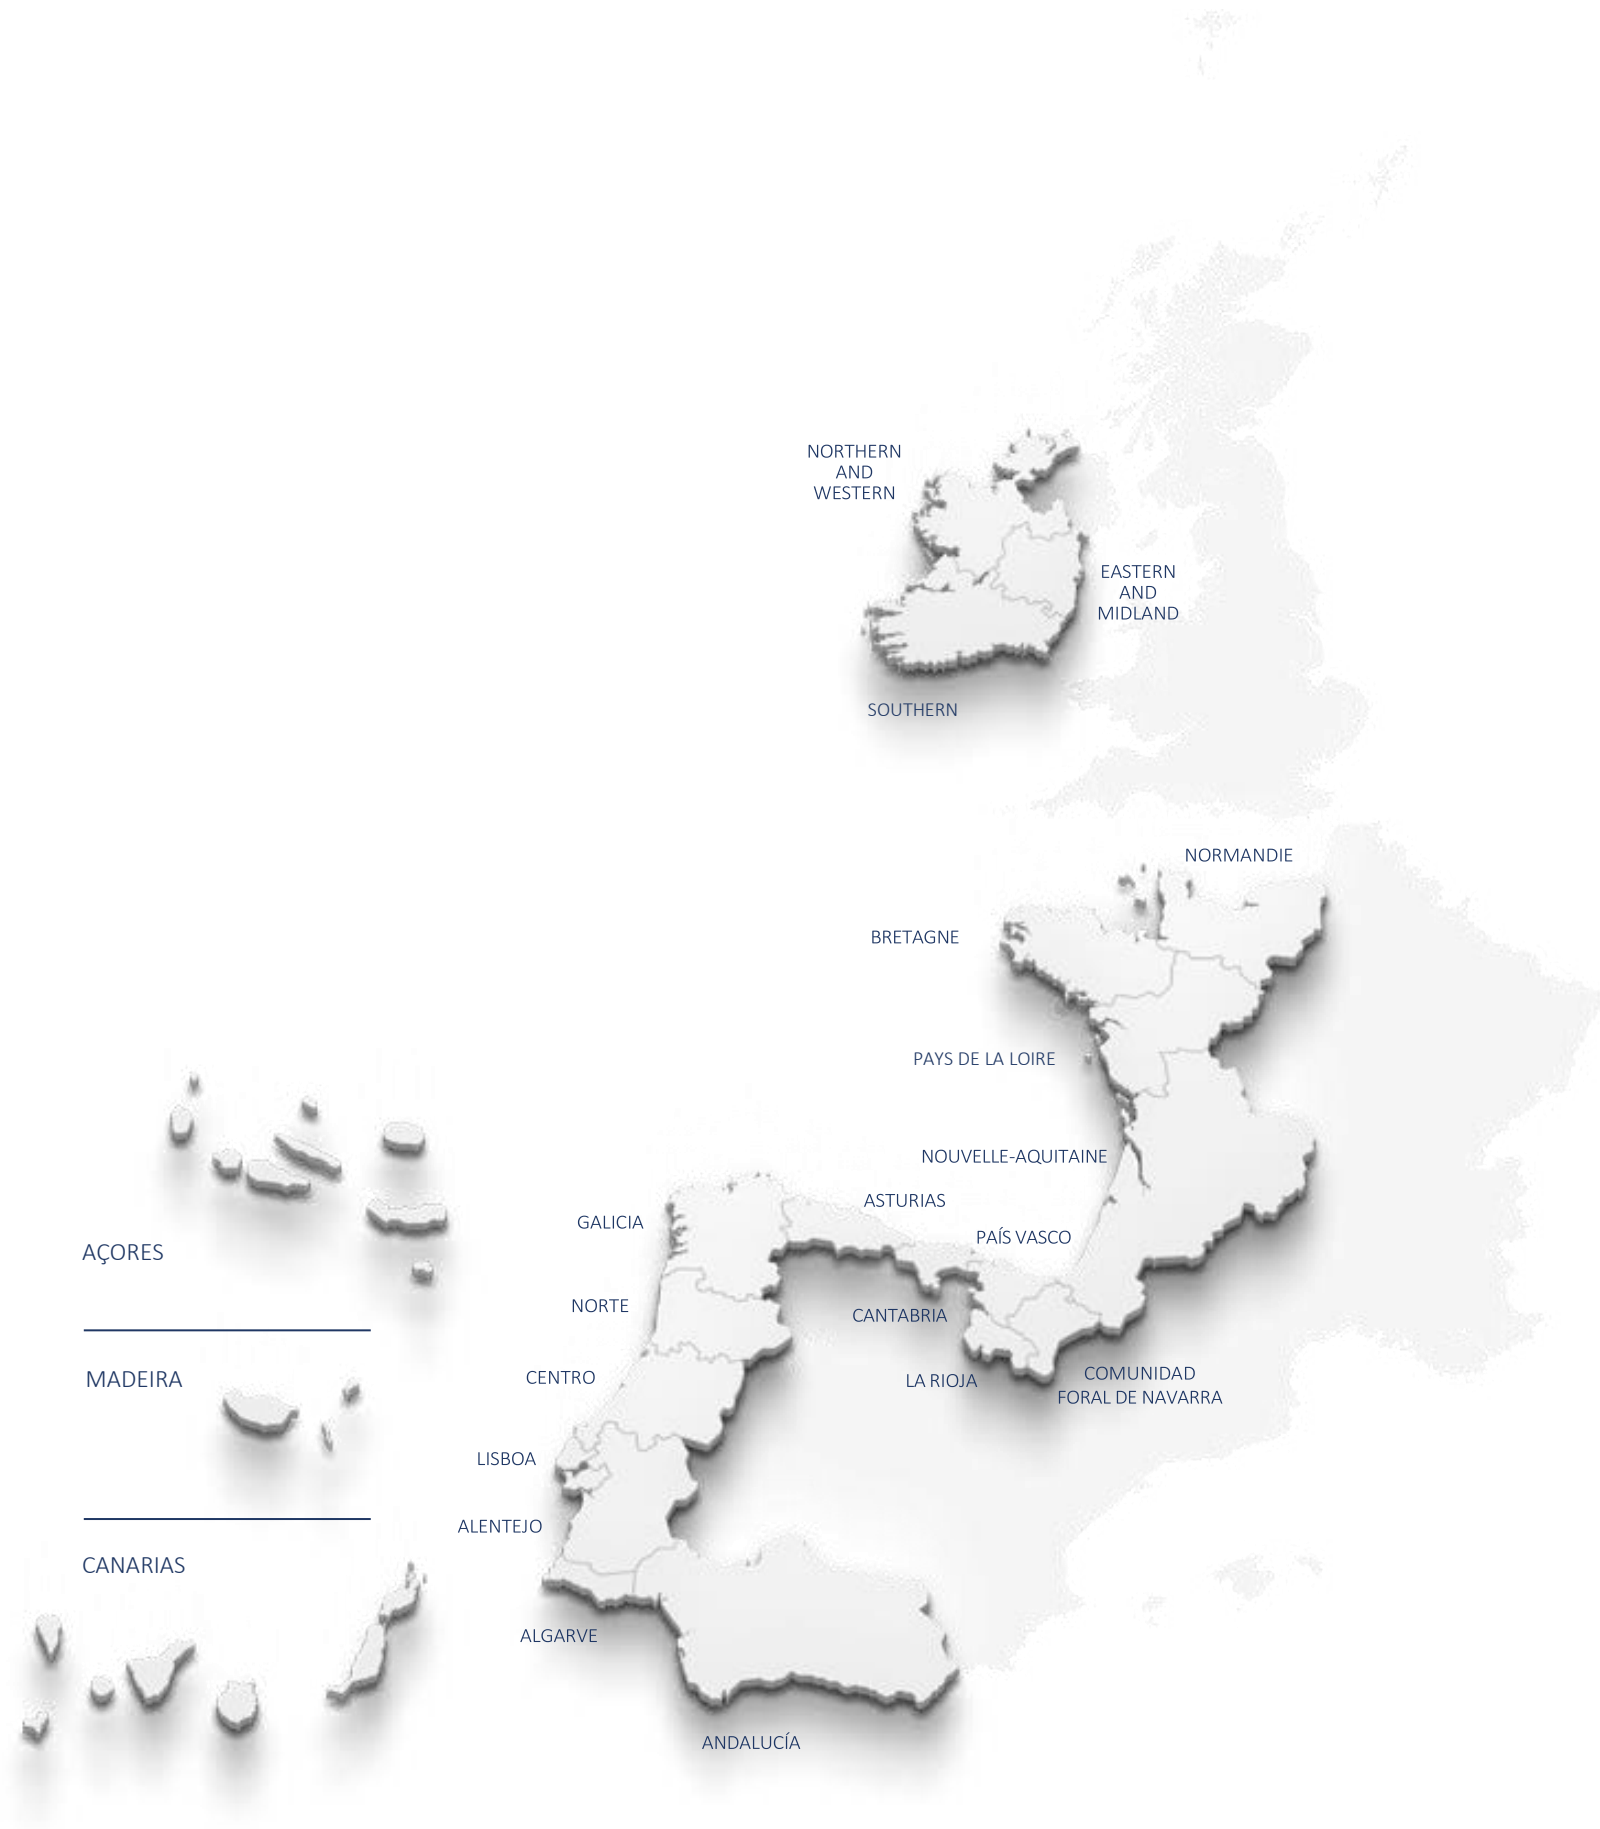 NORTHERN
AND
WESTERN
EASTERN
AND
MIDLAND
SOUTHERN
NORMANDIE
BRETAGNE
PAYS DE LA LOIRE
NOUVELLE-AQUITAINE
ASTURIAS
GALICIA
PAÍS VASCO
AÇORES
NORTE
CANTABRIA
MADEIRA
CENTRO
LA RIOJA
COMUNIDAD
FORAL DE NAVARRA
LISBOA
ALENTEJO
CANARIAS
ALGARVE
ANDALUCÍA